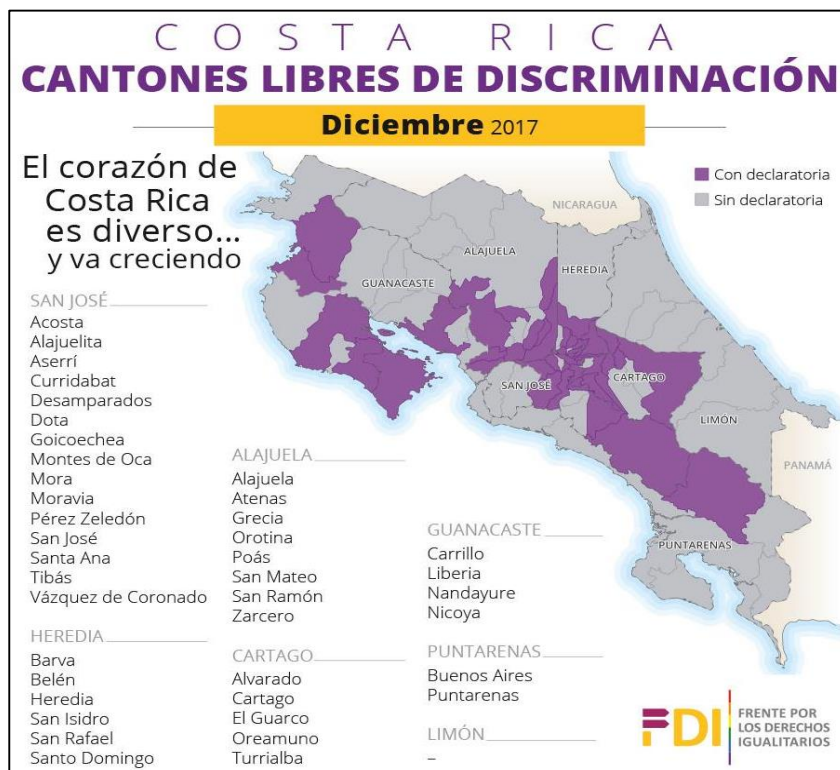 COSTA RICA
CANTONES LIBRES DE DISCRIMINACIÓN
Diciembre 2017
El corazón de
Costa Rica
es diverso...
y va creciendo
Con declaratoria
Sin declaratoria
NICARAGUA
ALAJUELA
HEREDIA
GUANACASTE
SAN JOSÉ
CARTAGO
LIMÓN
PANAMÁ
PUNTARENAS
SAN JOSÉ
Acosta
Alajuelita
Aserrí
Curridabat
Desamparados
Dota
Goicoechea
Montes de Oca
Mora
Moravia
Pérez Zeledón
San José
Santa Ana
Tibás
Vázquez de Coronado
HEREDIA
Barva
Belén
Heredia
San Isidro
San Rafael
Santo Domingo
ALAJUELA
Alajuela
Atenas
Grecia
Orotina
Poás
San Mateo
San Ramón
Zarcero
CARTAGO
Alvarado
Cartago
El Guarco
Oreamuno
Turrialba
GUANACASTE
Carrillo
Liberia
Nandayure
Nicoya
PUNTARENAS
Buenos Aires
Puntarenas
LIMÓN
–
FDI
FRENTE POR
LOS DERECHOS
IGUALITARIOS